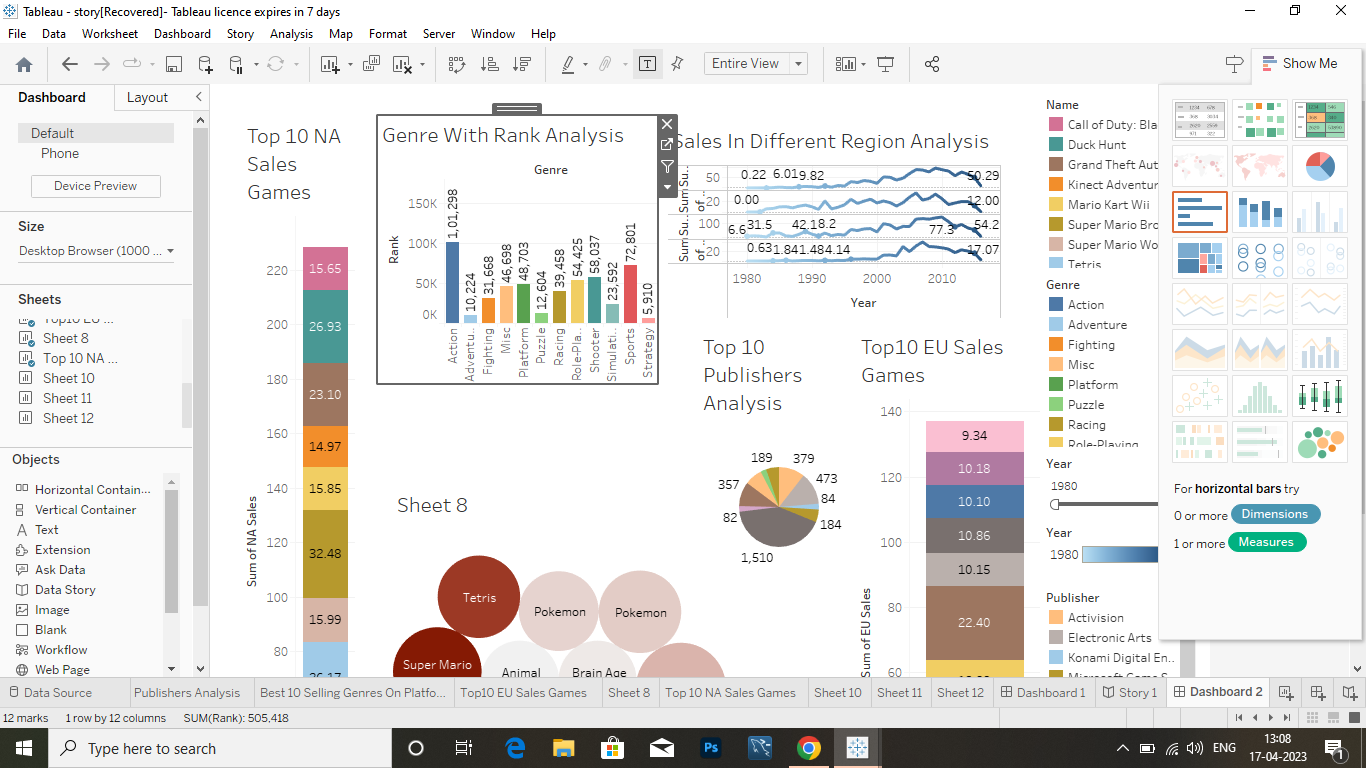 Tableau - story[Recovered]- Tableau licence expires in 7 days
File Data Worksheet Dashboard Story Analysis Map Format Server Window Help
Entire View
Show Me
Dashboard Layout
Default
Phone
Device Preview
Size
Desktop Browser (1000 ...
Sheets
Top10 EU ...
Sheet 8
Top 10 NA ...
Sheet 10
Sheet 11
Sheet 12
Objects
Horizontal Contain...
Vertical Container
Text
Extension
Ask Data
Data Story
Image
Blank
Workflow
Web Page
Top 10 NA
Sales
Games
Sum of NA Sales
220
200
180
160
140
120
100
80
15.65
26.93
23.10
14.97
15.85
32.48
15.99
26.17
Genre With Rank Analysis
Genre
Rank
150K
100K
50K
0K
1,01,298
10,224
31,668
46,698
48,703
12,604
39,458
54,425
58,037
23,592
72,801
5,910
Action
Adventu..
Fighting
Misc
Platform
Puzzle
Racing
Role-Pla..
Shooter
Simulati..
Sports
Strategy
Sales In Different Region Analysis
50 0.22 6.01 9.82 50.29
20 0.00 12.00
100 6.6 31.5 42.1 18.2 77.3 54.2
20 0.63 1.84 1.48 4.14 17.07
1980 1990 2000 2010
Year
Top 10
Publishers
Analysis
189
379
473
84
184
1,510
82
357
Top10 EU Sales
Games
Sum of EU Sales
140
120
100
80
60
9.34
10.18
10.10
10.86
10.15
22.40
Sheet 8
Tetris
Pokemon
Pokemon
Super Mario
Animal
Brain Age
Name
Call of Duty: Bla
Duck Hunt
Grand Theft Aut
Kinect Adventur
Mario Kart Wii
Super Mario Bro
Super Mario Wo
Tetris
Genre
Action
Adventure
Fighting
Misc
Platform
Puzzle
Racing
Role-Playing
Year
1980
Year
1980
Publisher
Activision
Electronic Arts
Konami Digital En..
Microsoft Game S
For horizontal bars try
0 or more Dimensions
1 or more Measures
Data Source Publishers Analysis Best 10 Selling Genres On Platfo... Top10 EU Sales Games Sheet 8 Top 10 NA Sales Games Sheet 10 Sheet 11 Sheet 12 Dashboard 1 Story 1 Dashboard 2
12 marks 1 row by 12 columns SUM(Rank): 505,418
Type here to search
Ps
ENG
13:08
17-04-2023
1